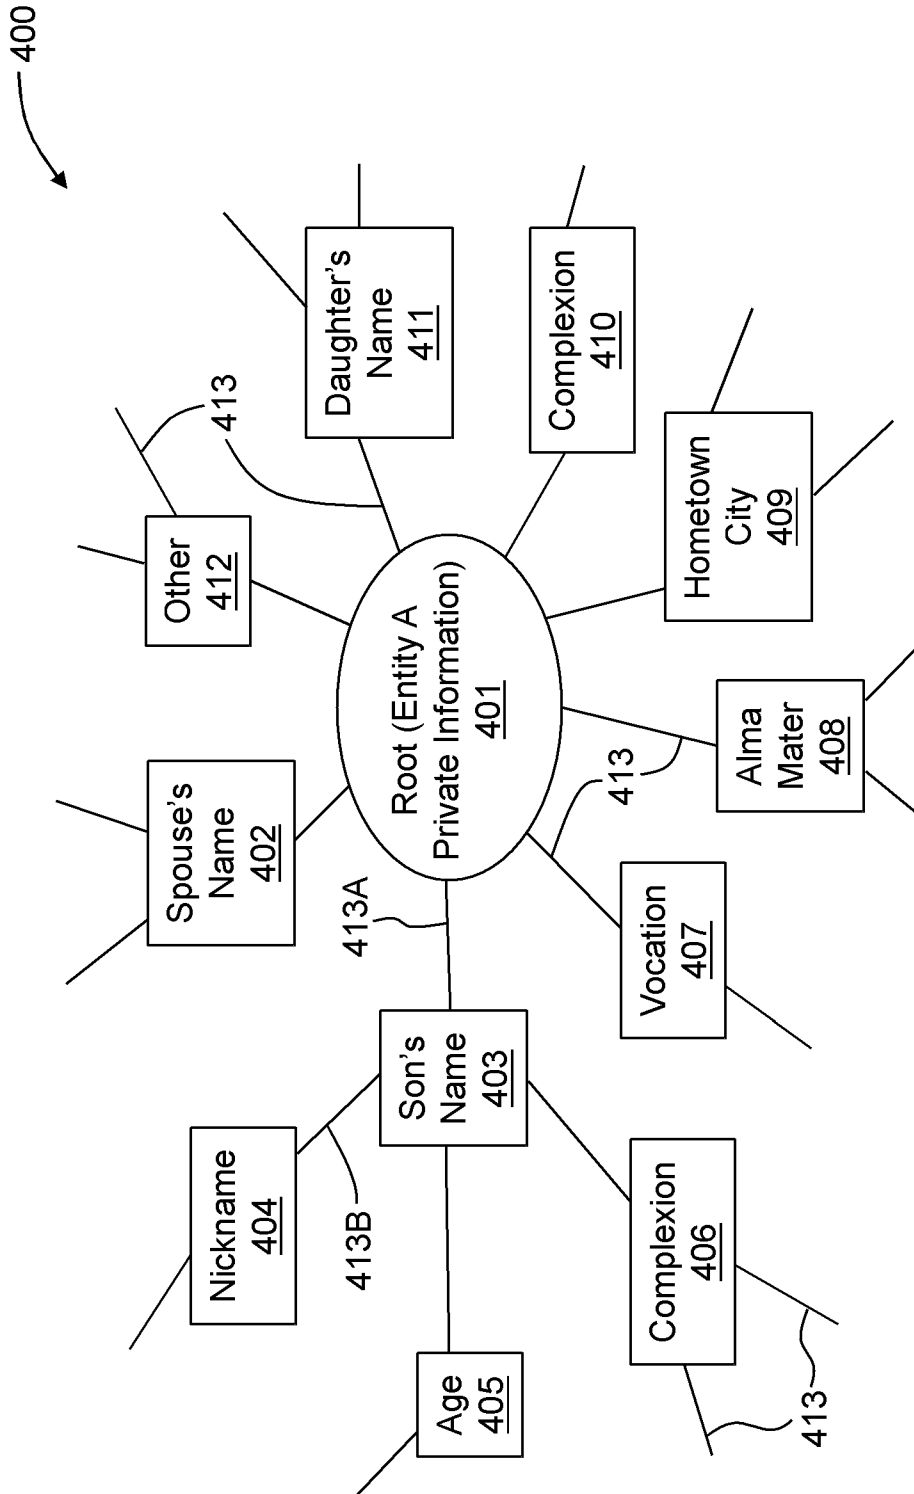 400
Nickname
404
413B
Age
405
Complexion
406
413
Son's
Name
403
413A
Spouse's
Name
402
Root (Entity A
Private Information)
401
Vocation
407
413
Alma
Mater
408
Other
412
413
Daughter's
Name
411
Complexion
410
Hometown
City
409